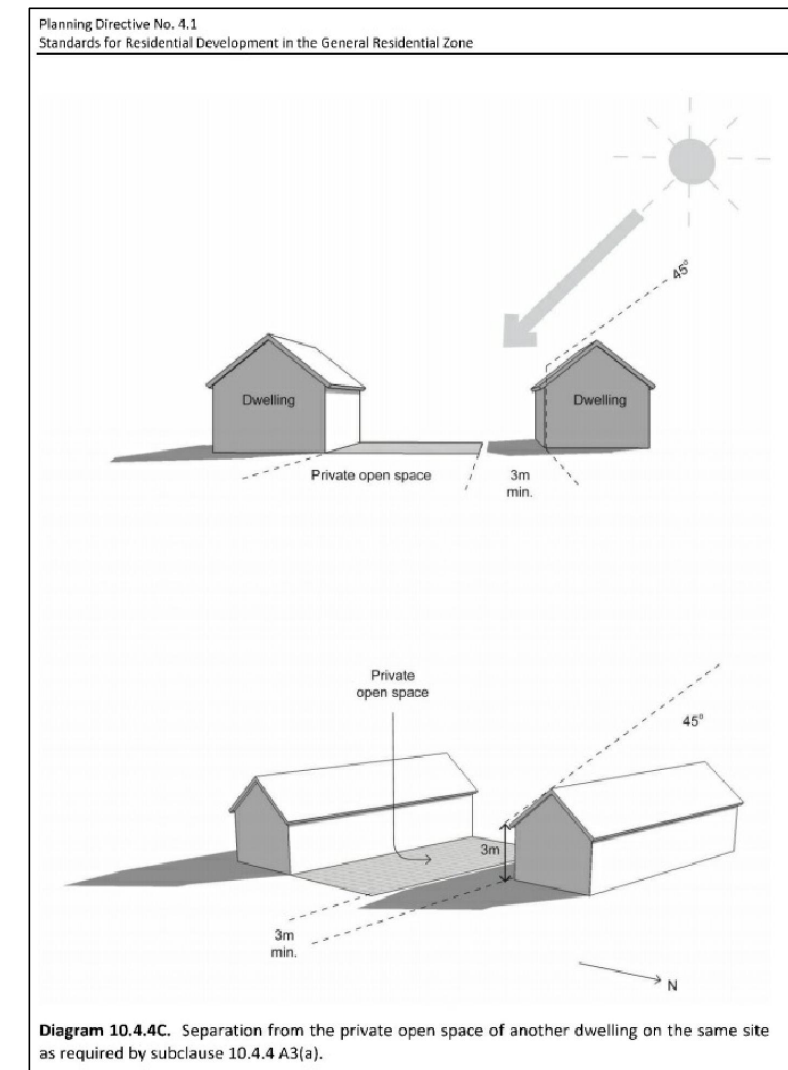 Planning Directive No. 4.1
Standards for Residential Development in the General Residential Zone
45°
Dwelling
Dwelling
Private open space
3m
min.
Private
open space
45°
3m
3m
min.
N
Diagram 10.4.4C. Separation from the private open space of another dwelling on the same site
as required by subclause 10.4.4 A3(a).